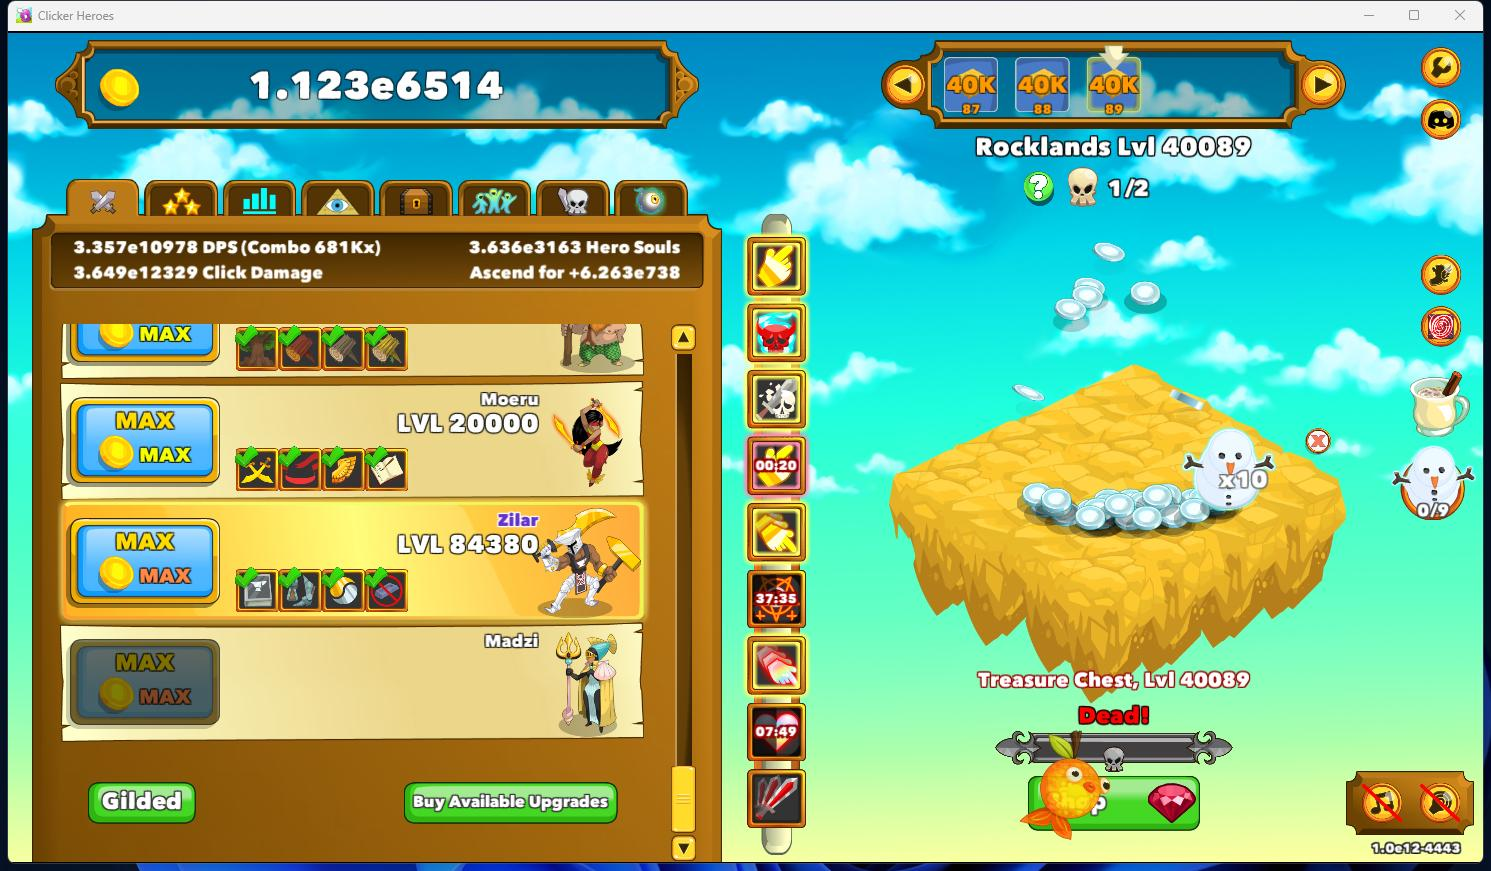 Clicker Heroes
1.123e6514
40K
87
40K
88
40K
89
Rocklands Lvl 40089
?
1/2
3.357e10978 DPS (Combo 681Kx)
3.636e3163 Hero Souls
3.649e12329 Click Damage
Ascend for +6.263e738
MAX
Moeru
LVL 20000
MAX
MAX
Zilar
LVL 84380
MAX
MAX
Madzi
MAX
MAX
Gilded
Buy Available Upgrades
00:20
37:35
07:49
x10
0/9
Treasure Chest, Lvl 40089
Dead!
Shop
1.0e12-4443